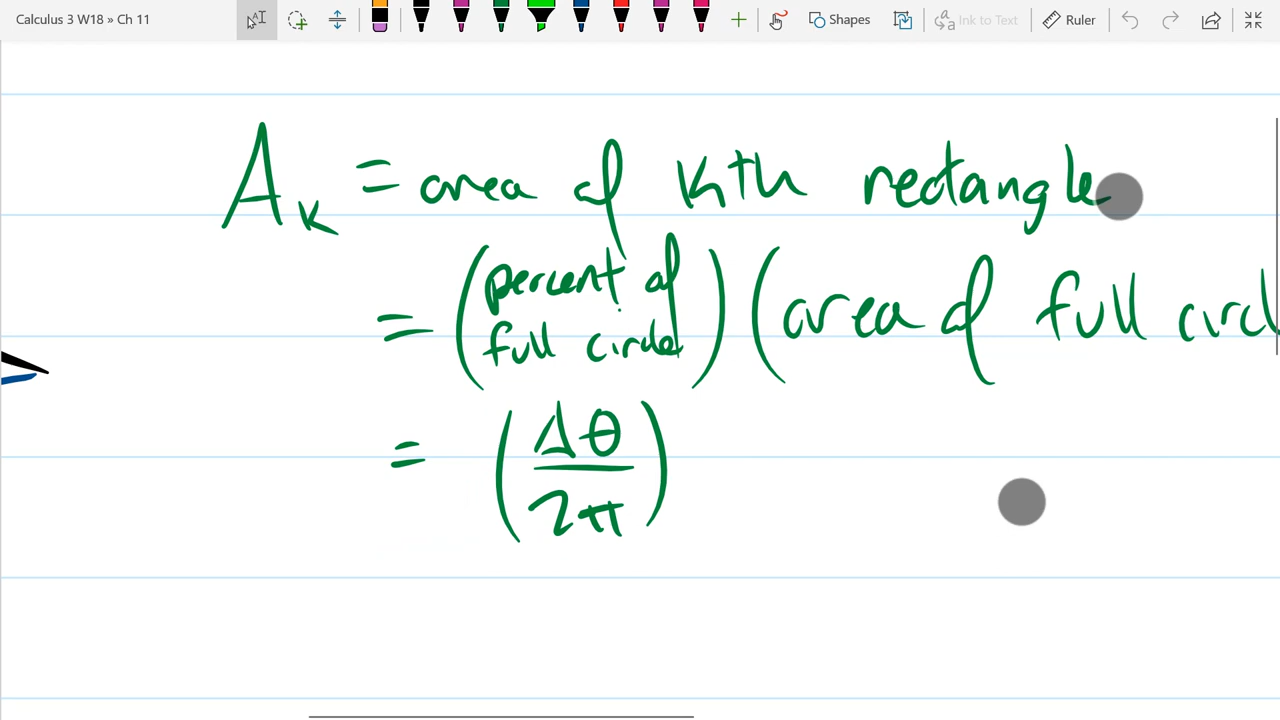 Calculus 3 W18 » Ch 11
Shapes
Ink to Text
Ruler
A_k = area of kth rectangle
= (percent of full circle) (area of full circl
= (Δθ / 2π)